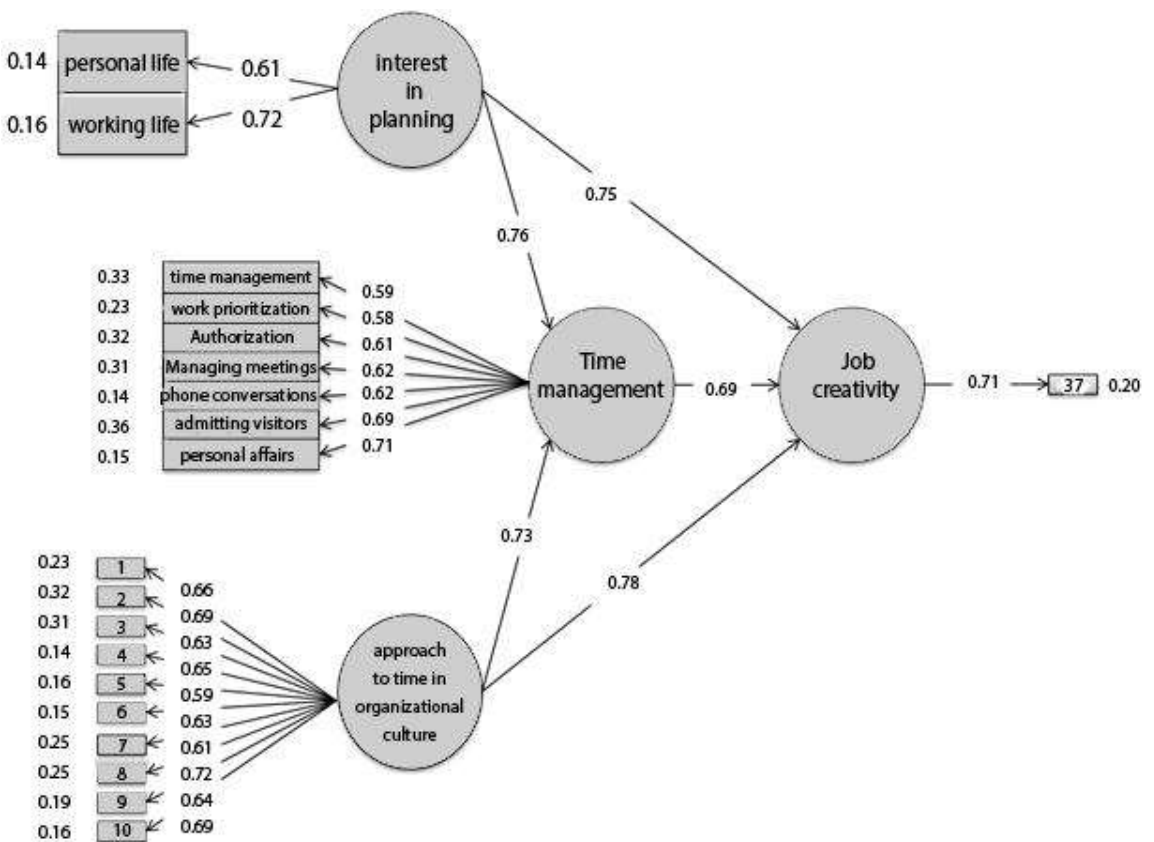 interest
in
planning
0.14 personal life 0.61
0.16 working life 0.72
0.75
0.76
0.33 time management 0.59
0.23 work prioritization 0.58
0.32 Authorization 0.61
0.31 Managing meetings 0.62
0.14 phone conversations 0.62
0.36 admitting visitors 0.69
0.15 personal affairs 0.71
Time
management
0.69
Job
creativity
0.71
37 0.20
0.73
0.78
0.23 1 0.66
0.32 2 0.69
0.31 3 0.63
0.14 4 0.65
0.16 5 0.59
0.15 6 0.63
0.25 7 0.61
0.25 8 0.72
0.19 9 0.64
0.16 10 0.69
approach
to time in
organizational
culture